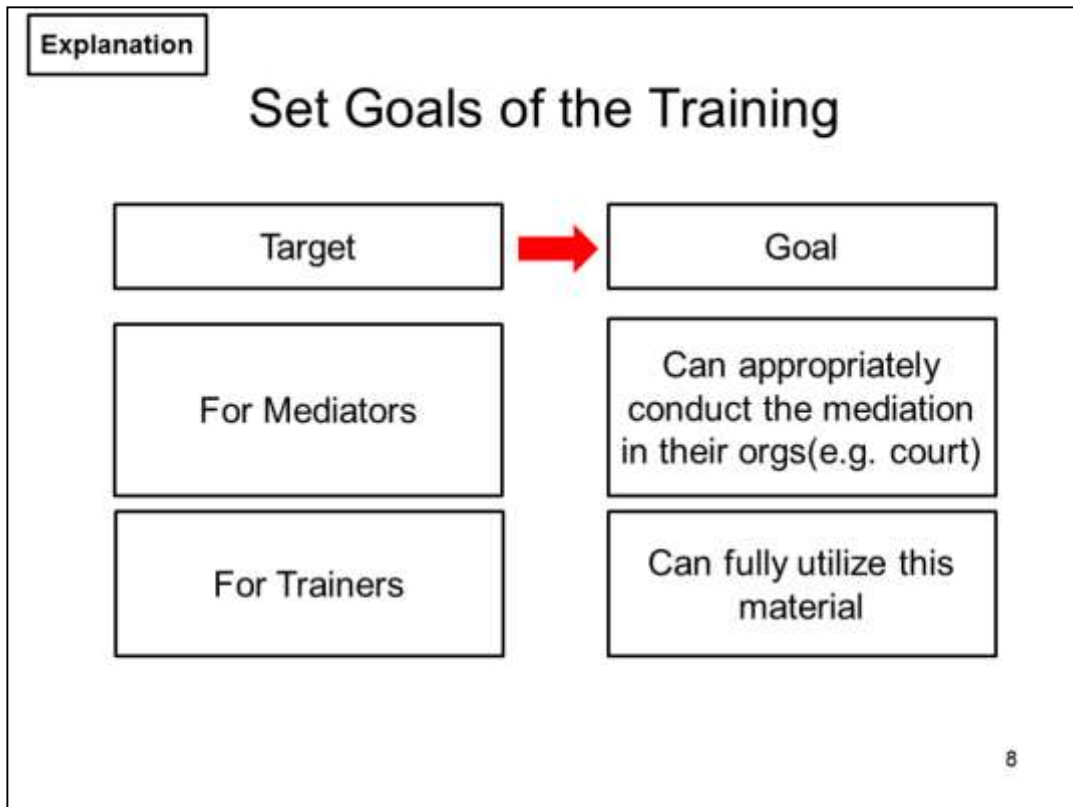 Explanation
Set Goals of the Training
Target
Goal
For Mediators
Can appropriately
conduct the mediation
in their orgs(e.g. court)
For Trainers
Can fully utilize this
material
8